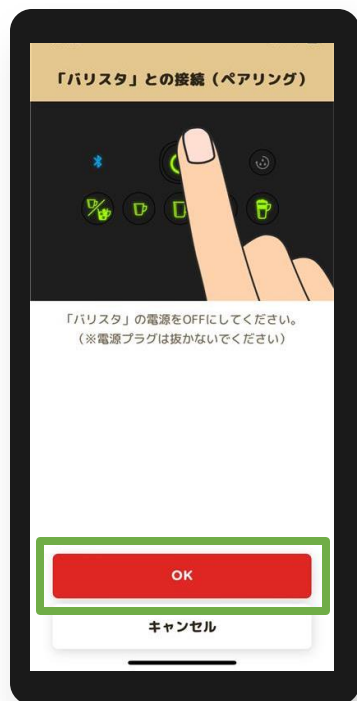 「バリスタ」との接続（ペアリング）
「バリスタ」の電源をOFFにしてください。
（※電源プラグは抜かないでください）
OK
キャンセル